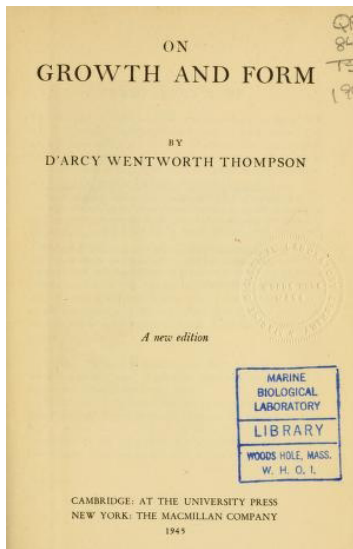 ON
GROWTH AND FORM
BY
D'ARCY WENTWORTH THOMPSON
A new edition
MARINE
BIOLOGICAL
LABORATORY
LIBRARY
WOODS HOLE, MASS.
W. H. O. I.
CAMBRIDGE: AT THE UNIVERSITY PRESS
NEW YORK: THE MACMILLAN COMPANY
1945